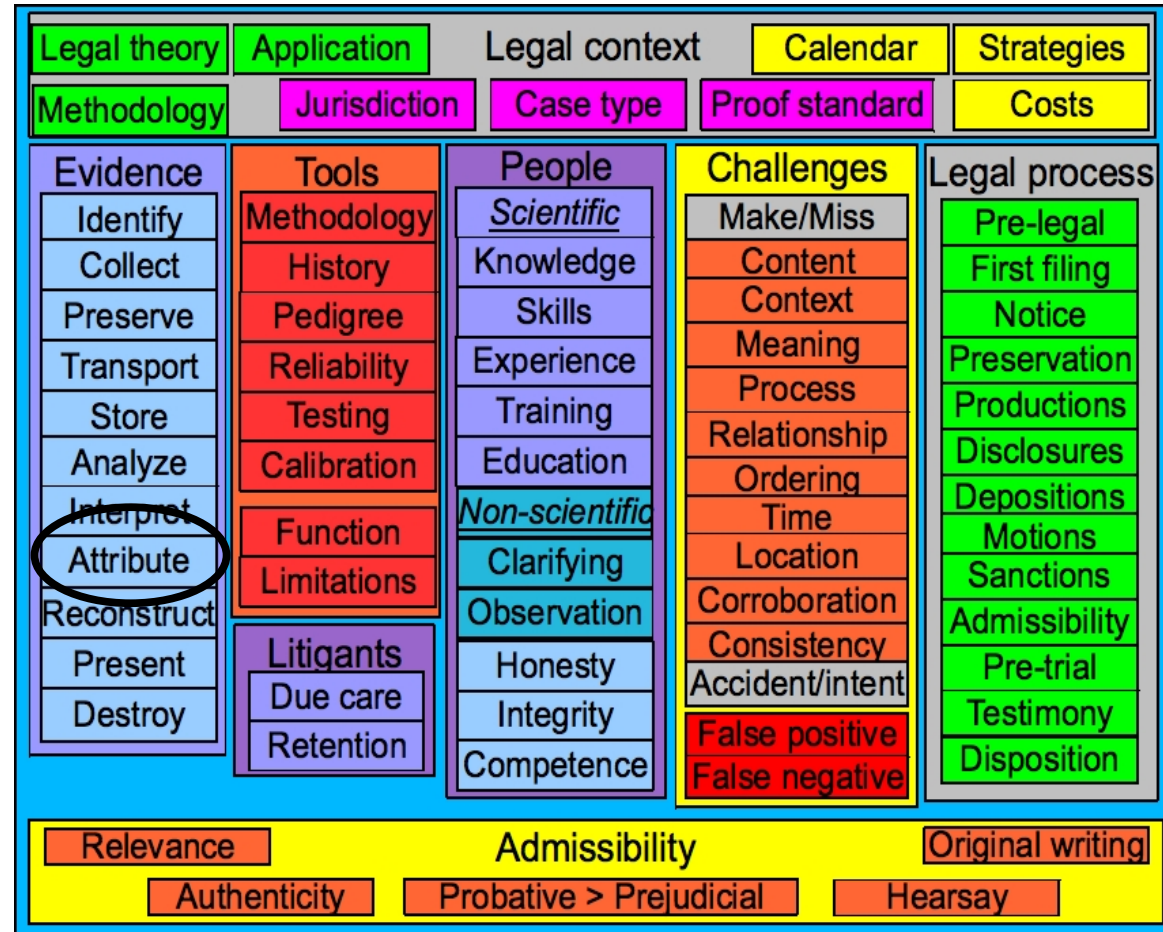 Legal theory
Application
Legal context
Calendar
Strategies
Methodology
Jurisdiction
Case type
Proof standard
Costs
Evidence
Identify
Collect
Preserve
Transport
Store
Analyze
Interpret
Attribute
Reconstruct
Present
Destroy
Tools
Methodology
History
Pedigree
Reliability
Testing
Calibration
Function
Limitations
Litigants
Due care
Retention
People
Scientific
Knowledge
Skills
Experience
Training
Education
Non-scientific
Clarifying
Observation
Honesty
Integrity
Competence
Challenges
Make/Miss
Content
Context
Meaning
Process
Relationship
Ordering
Time
Location
Corroboration
Consistency
Accident/intent
False positive
False negative
Legal process
Pre-legal
First filing
Notice
Preservation
Productions
Disclosures
Depositions
Motions
Sanctions
Admissibility
Pre-trial
Testimony
Disposition
Relevance
Admissibility
Original writing
Authenticity
Probative > Prejudicial
Hearsay